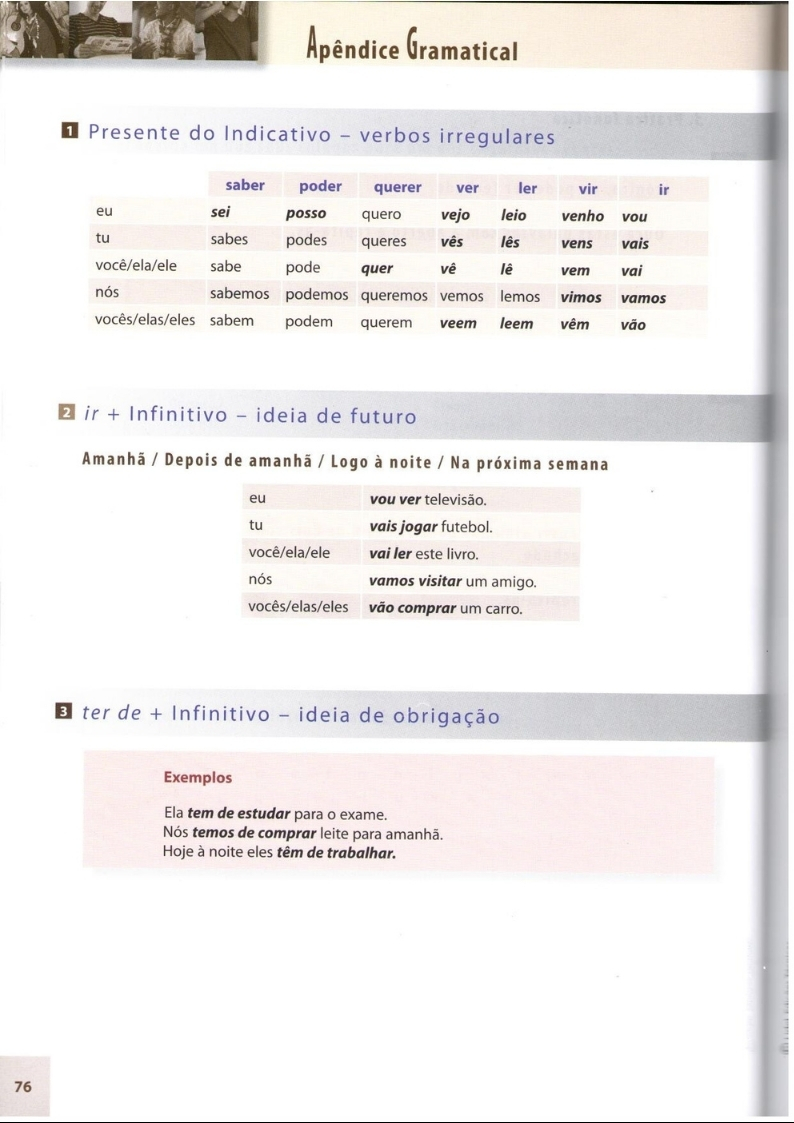 Apêndice Gramatical
1 Presente do Indicativo – verbos irregulares
saber poder querer ver ler vir ir
eu sei posso quero vejo leio venho vou
tu sabes podes queres vês lês vens vais
você/ela/ele sabe pode quer vê lê vem vai
nós sabemos podemos queremos vemos lemos vimos vamos
vocês/elas/eles sabem podem querem veem leem vêm vão
2 ir + Infinitivo – ideia de futuro
Amanhã / Depois de amanhã / Logo à noite / Na próxima semana
eu vou ver televisão.
tu vais jogar futebol.
você/ela/ele vai ler este livro.
nós vamos visitar um amigo.
vocês/elas/eles vão comprar um carro.
3 ter de + Infinitivo – ideia de obrigação
Exemplos
Ela tem de estudar para o exame.
Nós temos de comprar leite para amanhã.
Hoje à noite eles têm de trabalhar.
76